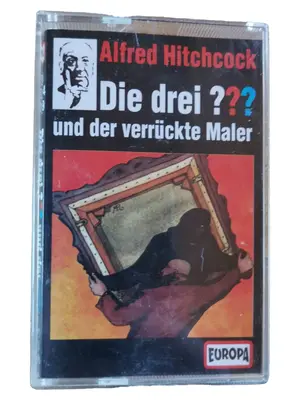 Alfred Hitchcock
Die drei ???
und der verrückte Maler
EUROPA